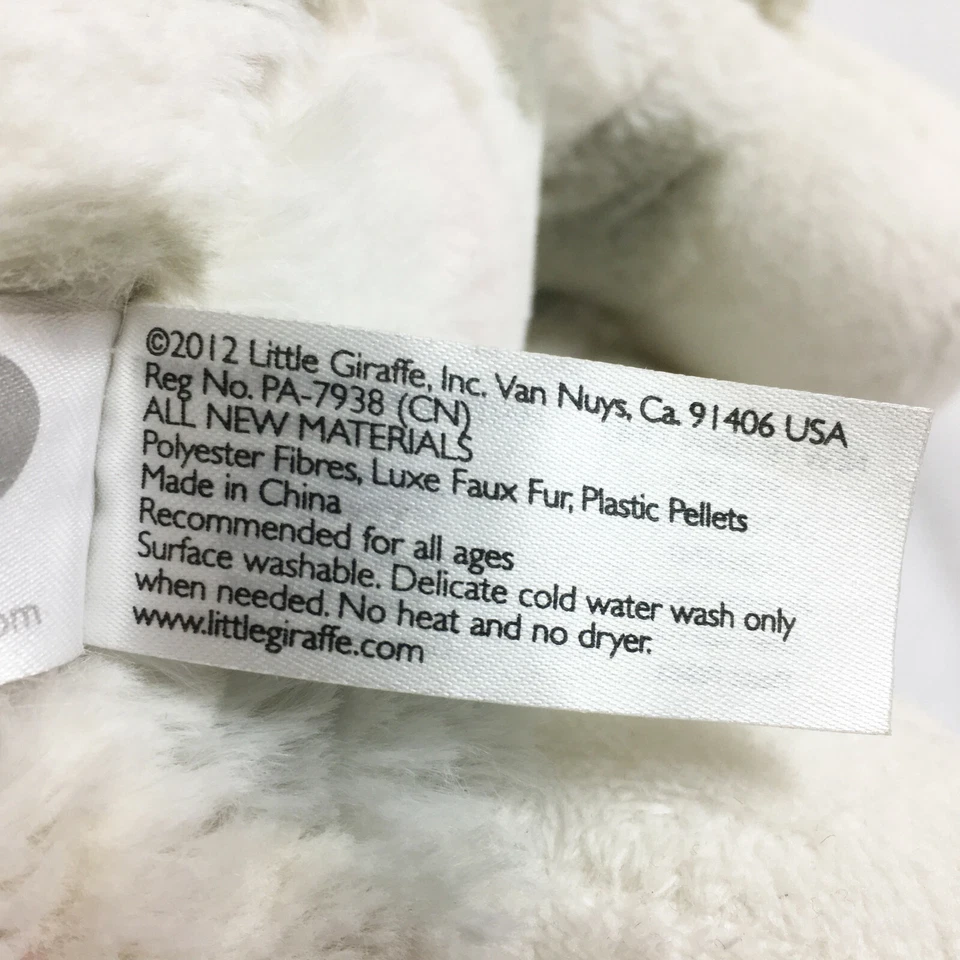 ©2012 Little Giraffe, Inc. Van Nuys, Ca. 91406 USA
Reg No. PA-7938 (CN)
ALL NEW MATERIALS
Polyester Fibres, Luxe Faux Fur, Plastic Pellets
Made in China
Recommended for all ages
Surface washable. Delicate cold water wash only
when needed. No heat and no dryer.
www.littlegiraffe.com
om